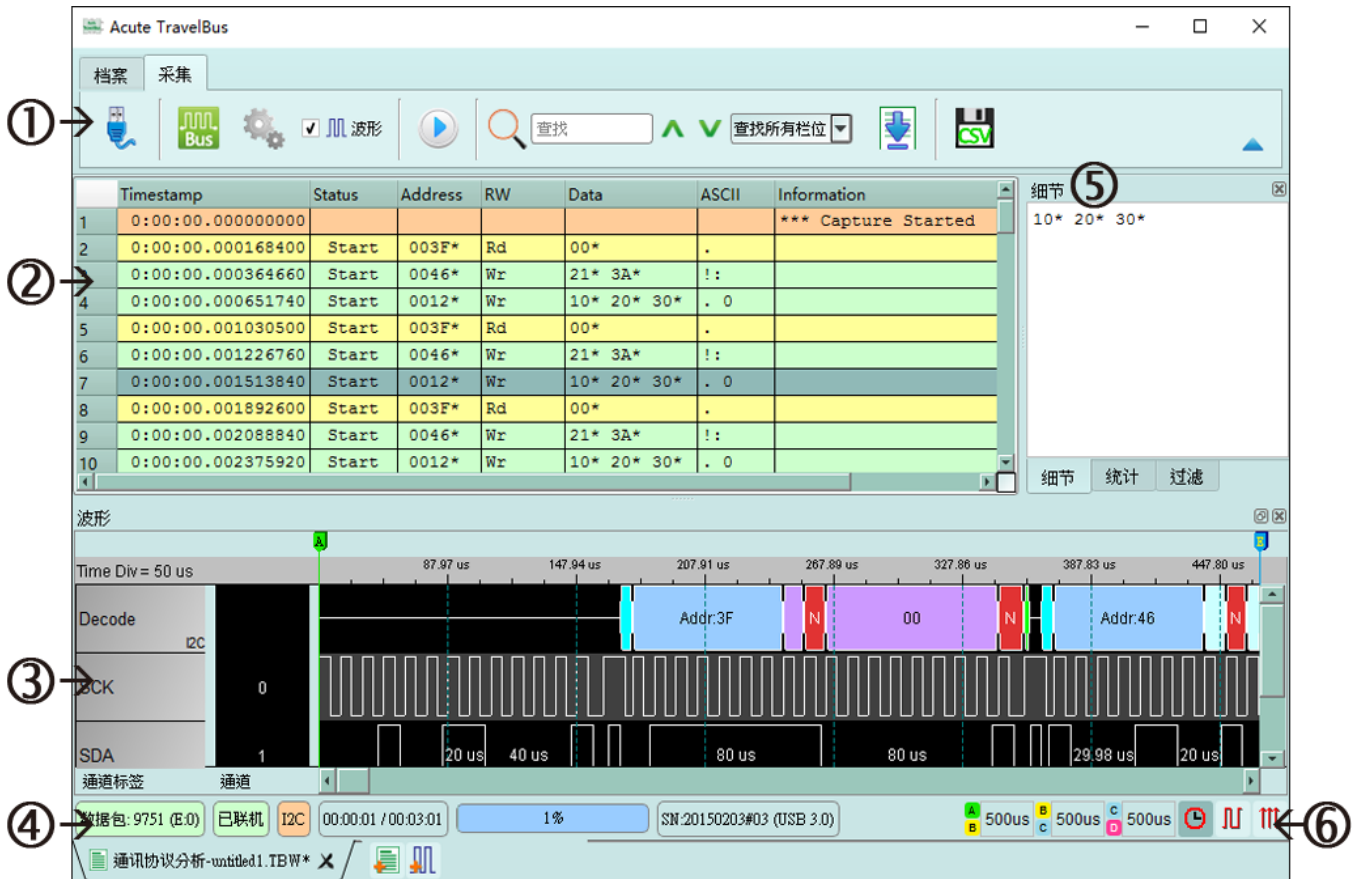 Acute TravelBus
档案 采集
① Bus 波形 查找 查找所有栏位 CSV
Timestamp Status Address RW Data ASCII Information
1 0:00:00.000000000 *** Capture Started
2 0:00:00.000168400 Start 003F* Rd 00* .
3 0:00:00.000364660 Start 0046* Wr 21* 3A* !:
4 0:00:00.000651740 Start 0012* Wr 10* 20* 30* . 0
5 0:00:00.001030500 Start 003F* Rd 00* .
6 0:00:00.001226760 Start 0046* Wr 21* 3A* !:
7 0:00:00.001513840 Start 0012* Wr 10* 20* 30* . 0
8 0:00:00.001892600 Start 003F* Rd 00* .
9 0:00:00.002088840 Start 0046* Wr 21* 3A* !:
10 0:00:00.002375920 Start 0012* Wr 10* 20* 30* . 0
②
细节 ⑤
10* 20* 30*
细节 统计 过滤
波形
A B
Time Div = 50 us 87.97 us 147.94 us 207.91 us 267.89 us 327.86 us 387.83 us 447.80 us
Decode I2C Addr:3F N 00 N Addr:46 N
③ SCK 0
SDA 1 20 us 40 us 80 us 80 us 29.98 us 20 us
通道标签 通道
④ 数据包: 9751 (E:0) 已联机 I2C 00:00:01 / 00:03:01 1% SN:20150203#03 (USB 3.0) A B 500us B C 500us C D 500us ⑥
通讯协议分析-untitled1.TBW*